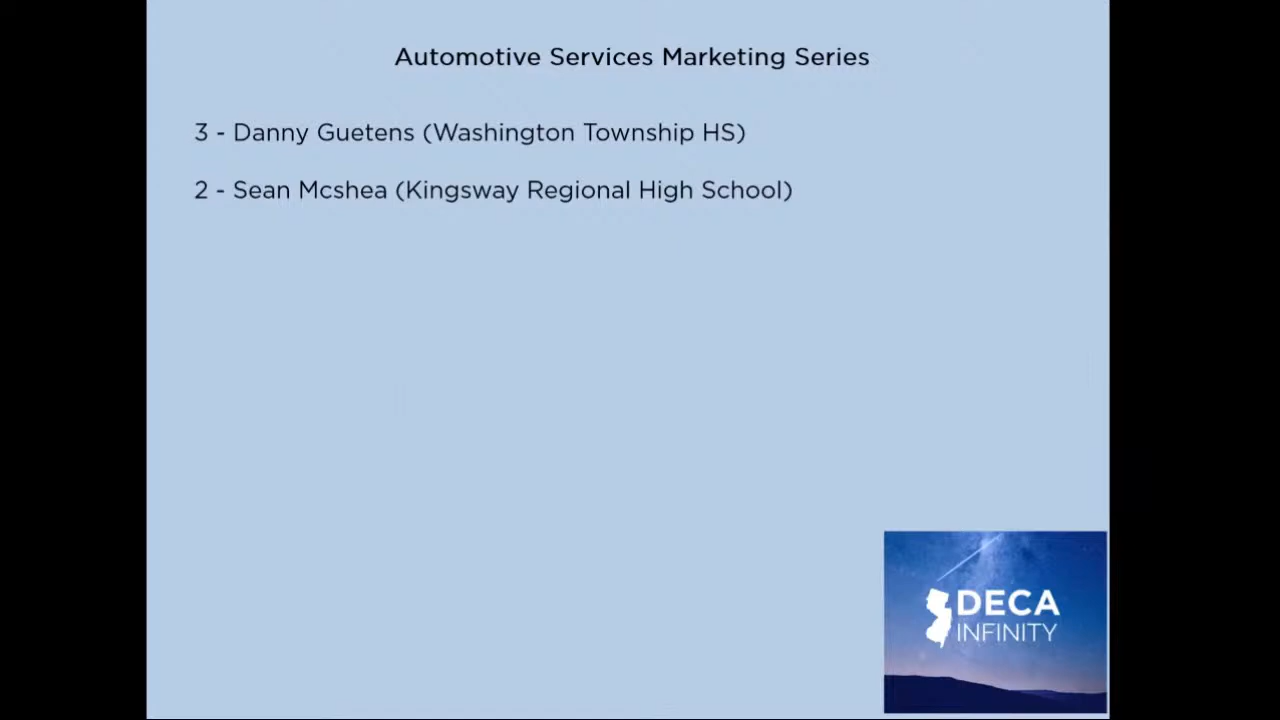 Automotive Services Marketing Series
3 - Danny Guetens (Washington Township HS)
2 - Sean Mcshea (Kingsway Regional High School)
DECA
INFINITY